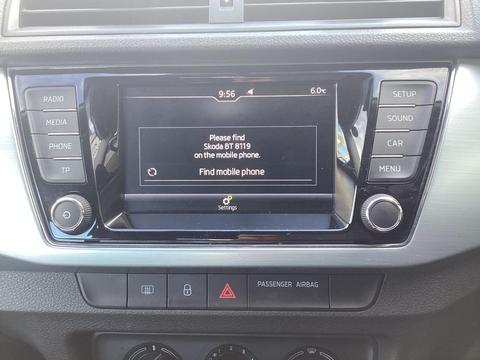 9:56
6.0°C
RADIO
MEDIA
PHONE
TP
Please find
Skoda BT 8119
on the mobile phone.
Find mobile phone
Settings
SETUP
SOUND
CAR
MENU
PASSENGER AIRBAG